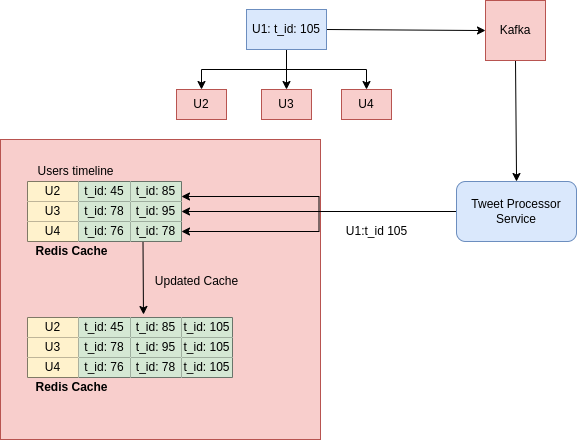 U1: t_id: 105
Kafka
U2
U3
U4
Users timeline
U2 t_id: 45 t_id: 85
U3 t_id: 78 t_id: 95
U4 t_id: 76 t_id: 78
Redis Cache
Tweet Processor
Service
U1:t_id 105
Updated Cache
U2 t_id: 45 t_id: 85 t_id: 105
U3 t_id: 78 t_id: 95 t_id: 105
U4 t_id: 76 t_id: 78 t_id: 105
Redis Cache